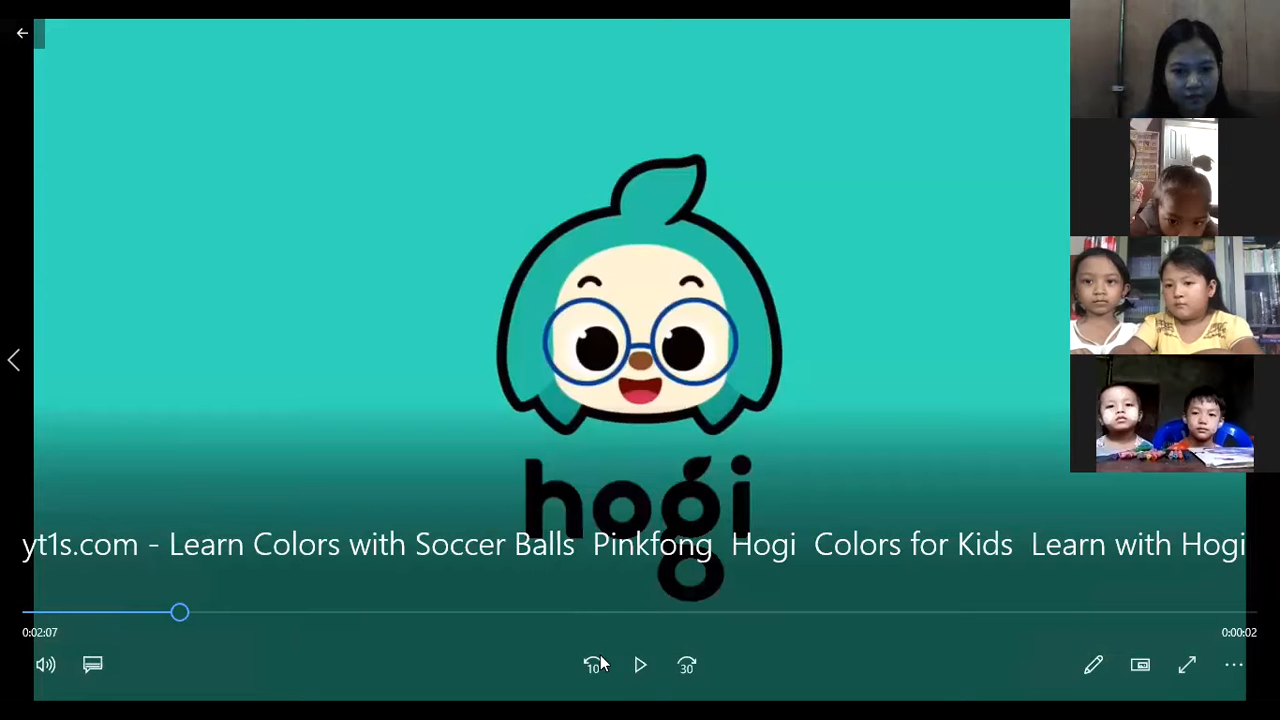 hogi
yt1s.com - Learn Colors with Soccer Balls Pinkfong Hogi Colors for Kids Learn with Hogi
0:02:07
0:00:02
10
30